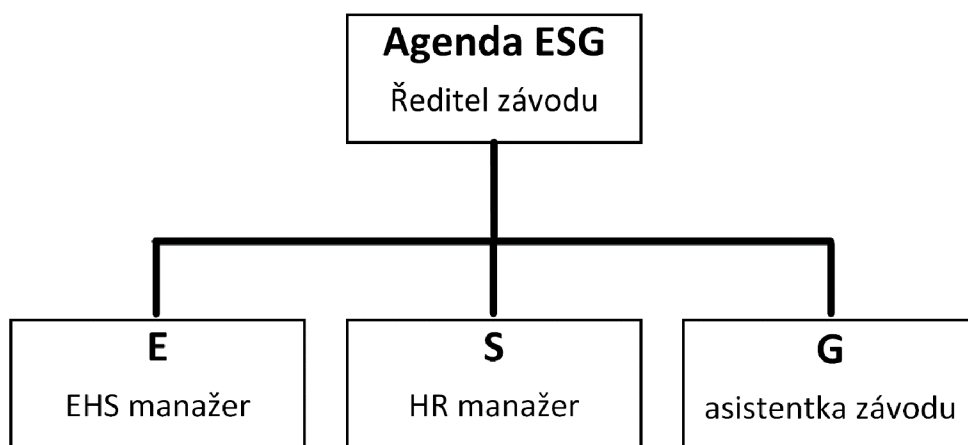 Agenda ESG
Ředitel závodu
E
EHS manažer
S
HR manažer
G
asistentka závodu